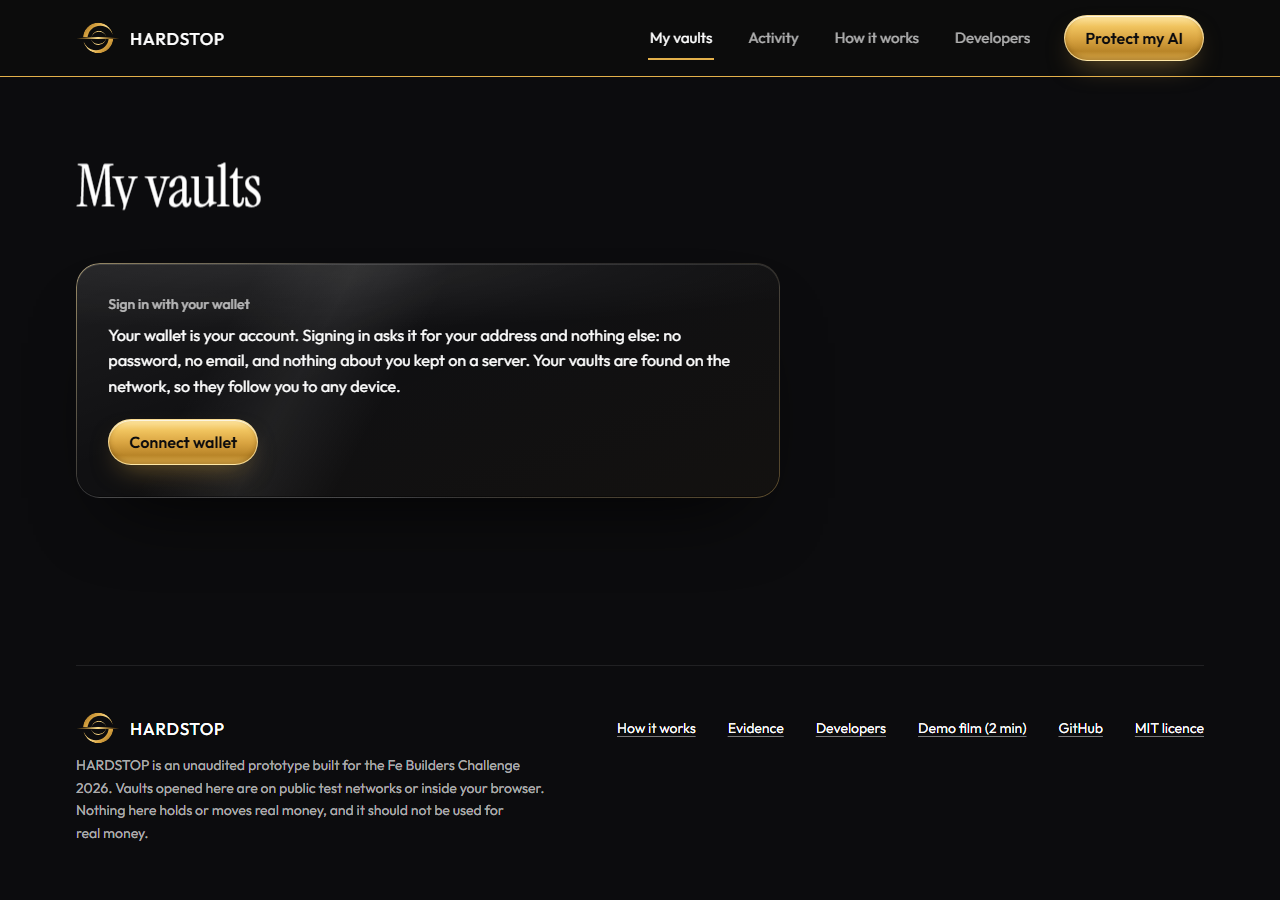 HARDSTOP
My vaults
Activity
How it works
Developers
Protect my AI
My vaults
Sign in with your wallet
Your wallet is your account. Signing in asks it for your address and nothing else: no
password, no email, and nothing about you kept on a server. Your vaults are found on the
network, so they follow you to any device.
Connect wallet
HARDSTOP
How it works
Evidence
Developers
Demo film (2 min)
GitHub
MIT licence
HARDSTOP is an unaudited prototype built for the Fe Builders Challenge
2026. Vaults opened here are on public test networks or inside your browser.
Nothing here holds or moves real money, and it should not be used for
real money.